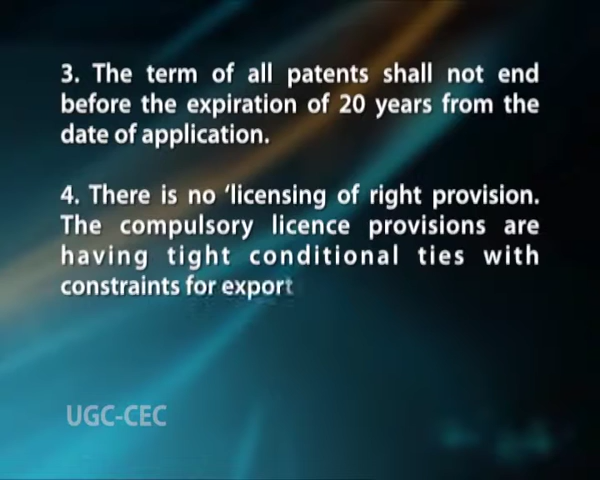 3. The term of all patents shall not end
before the expiration of 20 years from the
date of application.
4. There is no ‘licensing of right provision.
The compulsory licence provisions are
having tight conditional ties with
constraints for export
UGC-CEC